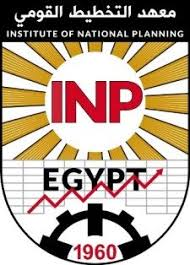 معهد التخطيط القومي
INSTITUTE OF NATIONAL PLANNING
INP
EGYPT
1960